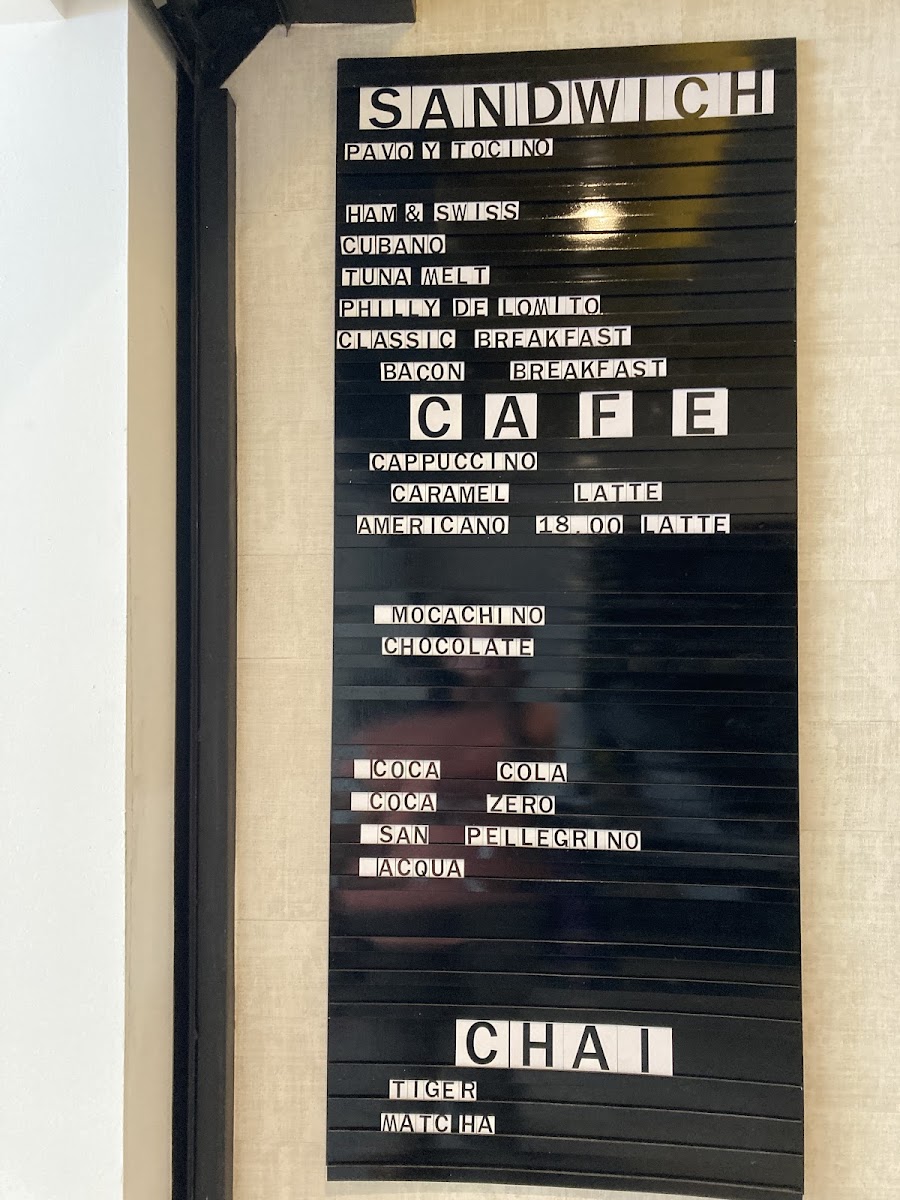 SANDWICH
PAVO Y TOCINO
HAM & SWISS
CUBANO
TUNA MELT
PHILLY DE LOMITO
CLASSIC BREAKFAST
BACON BREAKFAST
CAFE
CAPPUCCINO
CARAMEL LATTE
AMERICANO 18.00 LATTE
MOCACHINO
CHOCOLATE
COCA COLA
COCA ZERO
SAN PELLEGRINO
ACQUA
CHAI
TIGER
MATCHA